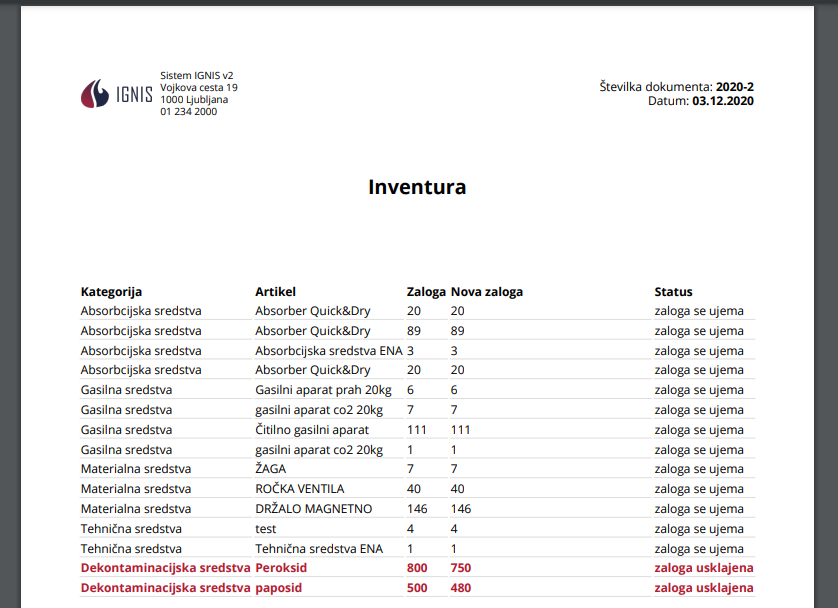 IGNIS
Sistem IGNIS v2
Vojkova cesta 19
1000 Ljubljana
01 234 2000
Številka dokumenta: 2020-2
Datum: 03.12.2020
Inventura
Kategorija Artikel Zaloga Nova zaloga Status
Absorbcijska sredstva Absorber Quick&Dry 20 20 zaloga se ujema
Absorbcijska sredstva Absorber Quick&Dry 89 89 zaloga se ujema
Absorbcijska sredstva Absorbcijska sredstva ENA 3 3 zaloga se ujema
Absorbcijska sredstva Absorber Quick&Dry 20 20 zaloga se ujema
Gasilna sredstva Gasilni aparat prah 20kg 6 6 zaloga se ujema
Gasilna sredstva gasilni aparat co2 20kg 7 7 zaloga se ujema
Gasilna sredstva Čitilno gasilni aparat 111 111 zaloga se ujema
Gasilna sredstva gasilni aparat co2 20kg 1 1 zaloga se ujema
Materialna sredstva ŽAGA 7 7 zaloga se ujema
Materialna sredstva ROČKA VENTILA 40 40 zaloga se ujema
Materialna sredstva DRŽALO MAGNETNO 146 146 zaloga se ujema
Tehnična sredstva test 4 4 zaloga se ujema
Tehnična sredstva Tehnična sredstva ENA 1 1 zaloga se ujema
Dekontaminacijska sredstva Peroksid 800 750 zaloga usklajena
Dekontaminacijska sredstva paposid 500 480 zaloga usklajena